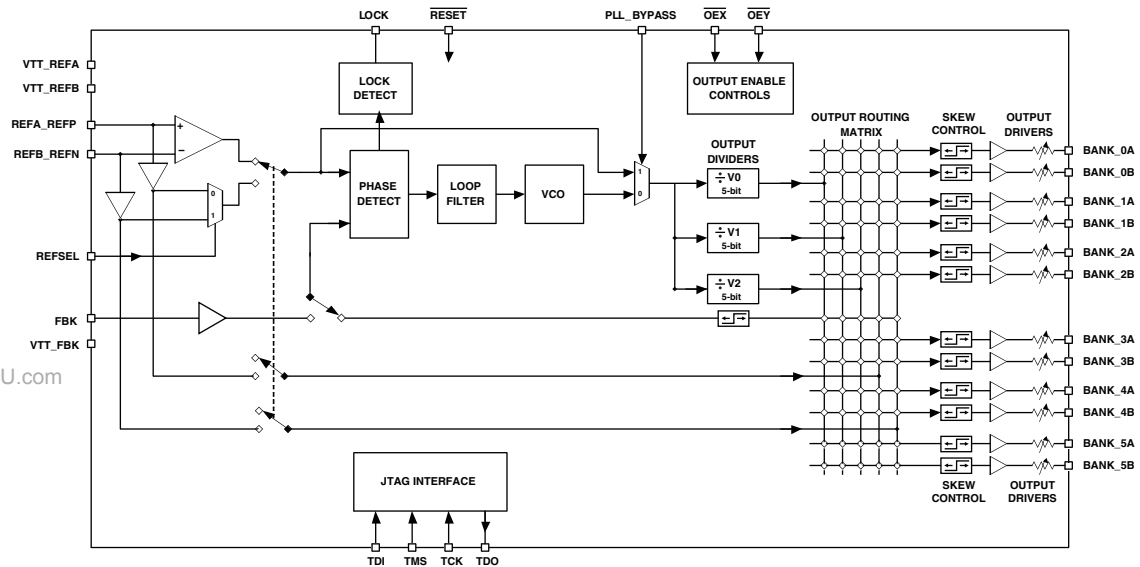 LOCK
RESET
PLL_BYPASS
OEX
OEY
VTT_REFA
VTT_REFB
REFA_REFP
REFB_REFN
REFSEL
FBK
VTT_FBK
U.com
+
–
0
1
LOCK
DETECT
PHASE
DETECT
LOOP
FILTER
VCO
1
0
OUTPUT ENABLE
CONTROLS
OUTPUT
DIVIDERS
÷ V0
5-bit
÷ V1
5-bit
÷ V2
5-bit
OUTPUT ROUTING
MATRIX
SKEW
CONTROL
OUTPUT
DRIVERS
BANK_0A
BANK_0B
BANK_1A
BANK_1B
BANK_2A
BANK_2B
BANK_3A
BANK_3B
BANK_4A
BANK_4B
BANK_5A
BANK_5B
SKEW
CONTROL
OUTPUT
DRIVERS
JTAG INTERFACE
TDI
TMS
TCK
TDO